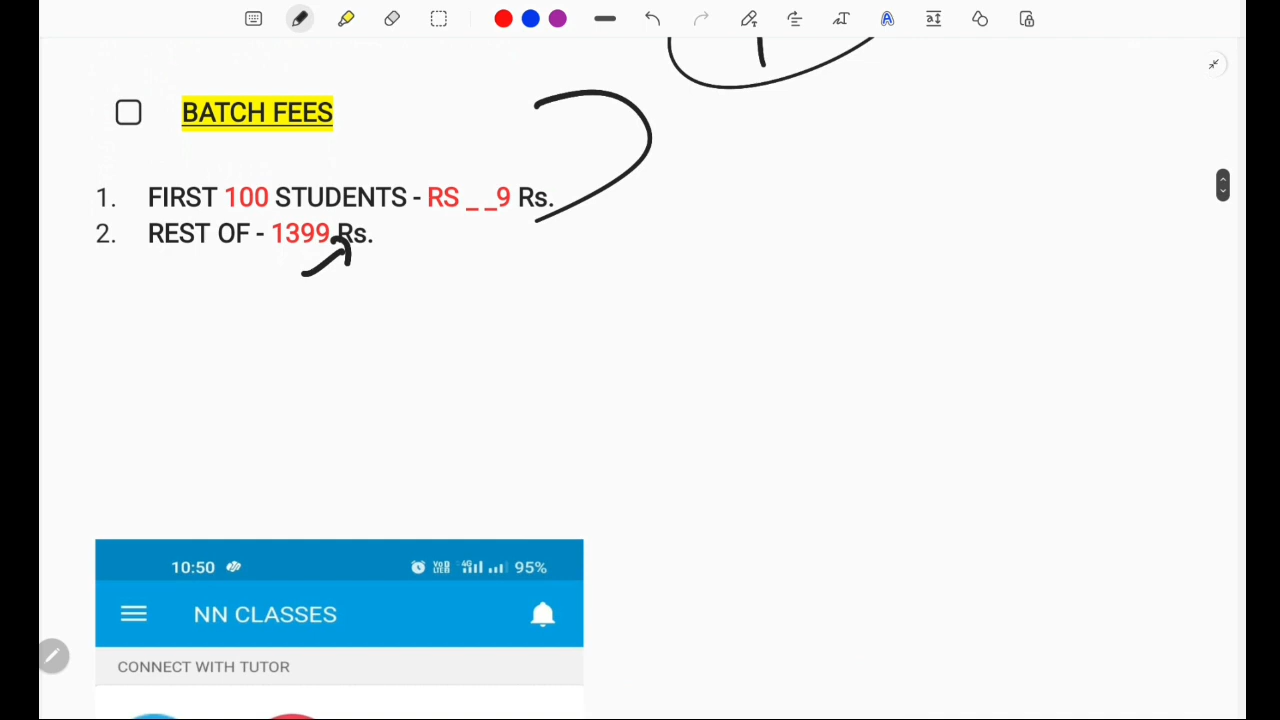 BATCH FEES
1. FIRST 100 STUDENTS - RS _ _9 Rs.
2. REST OF - 1399 Rs.
10:50 95%
NN CLASSES
CONNECT WITH TUTOR